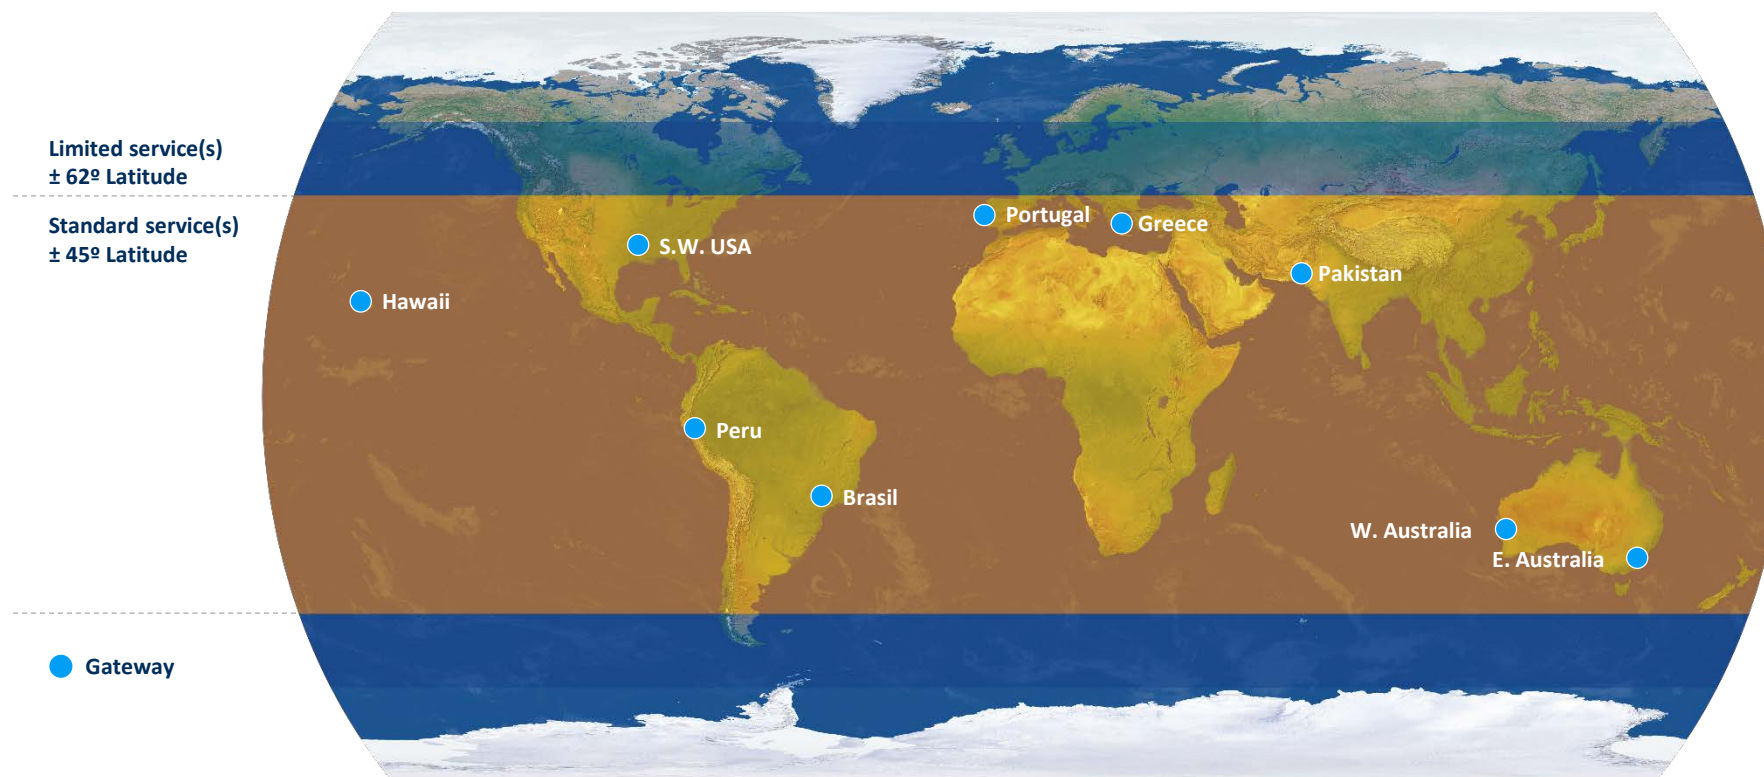 Limited service(s)
± 62º Latitude
Standard service(s)
± 45º Latitude
Portugal
Greece
S.W. USA
Pakistan
Hawaii
Peru
Brasil
W. Australia
E. Australia
Gateway